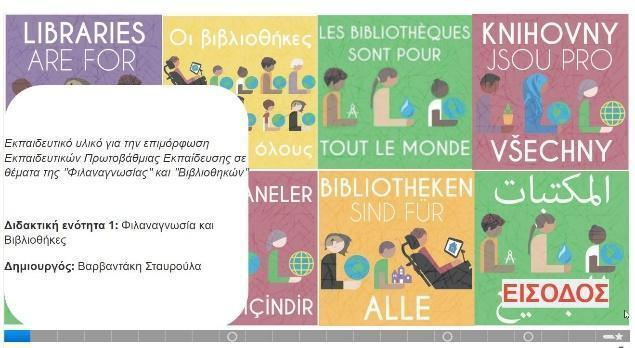 LIBRARIES
ARE FOR
Οι βιβλιοθήκες
όλους
LES BIBLIOTHÈQUES
SONT POUR
TOUT LE MONDE
KNIHOVNY
JSOU PRO
VŠECHNY
Εκπαιδευτικό υλικό για την επιμόρφωση
Εκπαιδευτικών Πρωτοβάθμιας Εκπαίδευσης σε
θέματα της "Φιλαναγνωσίας" και "Βιβλιοθηκών"
Διδακτική ενότητα 1: Φιλαναγνωσία και
Βιβλιοθήκες
Δημιουργός: Βαρβαντάκη Σταυρούλα
ANELER
IÇİNDİR
BIBLIOTHEKEN
SIND FÜR
ALLE
المكتبات
ΕΙΣΟΔΟΣ